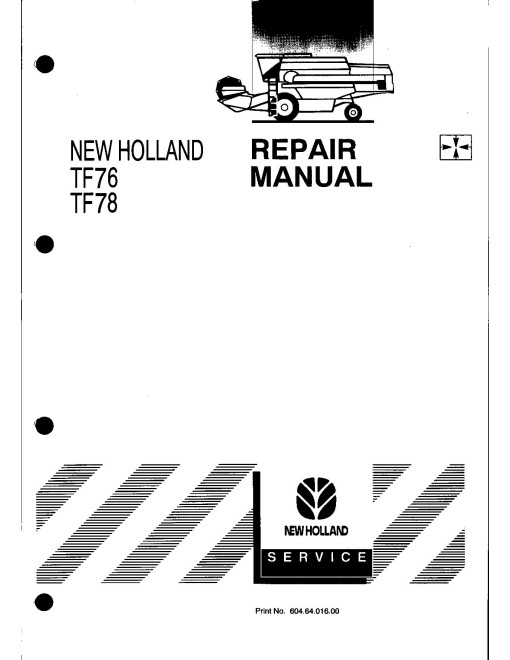 NEW HOLLAND
TF76
TF78
REPAIR
MANUAL
NEW HOLLAND
SERVICE
Print No. 604.64.016.00